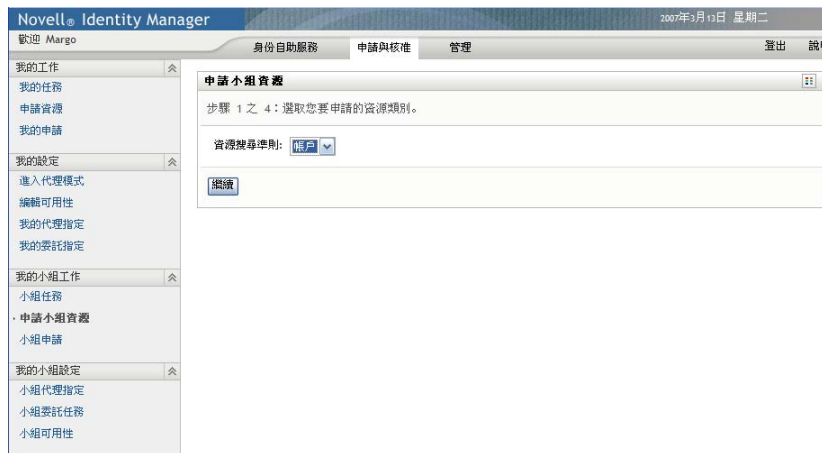 Novell® Identity Manager
2007年3月13日 星期二
歡迎 Margo
身份自助服務 申請與核准 管理 登出
我的工作
我的任務
申請資源
我的申請
我的設定
進入代理模式
編輯可用性
我的代理指定
我的委託指定
我的小組工作
小組任務
申請小組資源
小組申請
我的小組設定
小組代理指定
小組委託任務
小組可用性
申請小組資源
步驟 1 之 4：選取您要申請的資源類別。
資源搜尋準則: 帳戶
繼續